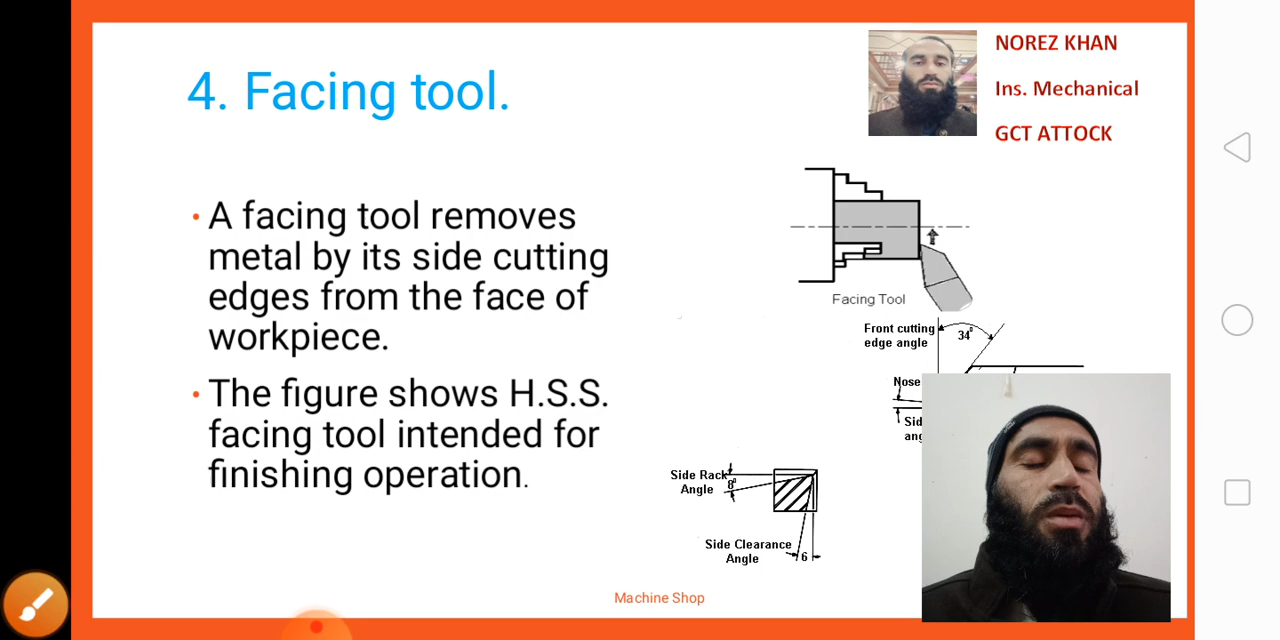 4. Facing tool.
NOREZ KHAN
Ins. Mechanical
GCT ATTOCK
• A facing tool removes
metal by its side cutting
edges from the face of
workpiece.
• The figure shows H.S.S.
facing tool intended for
finishing operation.
Facing Tool
Front cutting
edge angle
34°
Nose
Sid
ang
Side Rack
Angle
8°
Side Clearance
Angle
6
Machine Shop